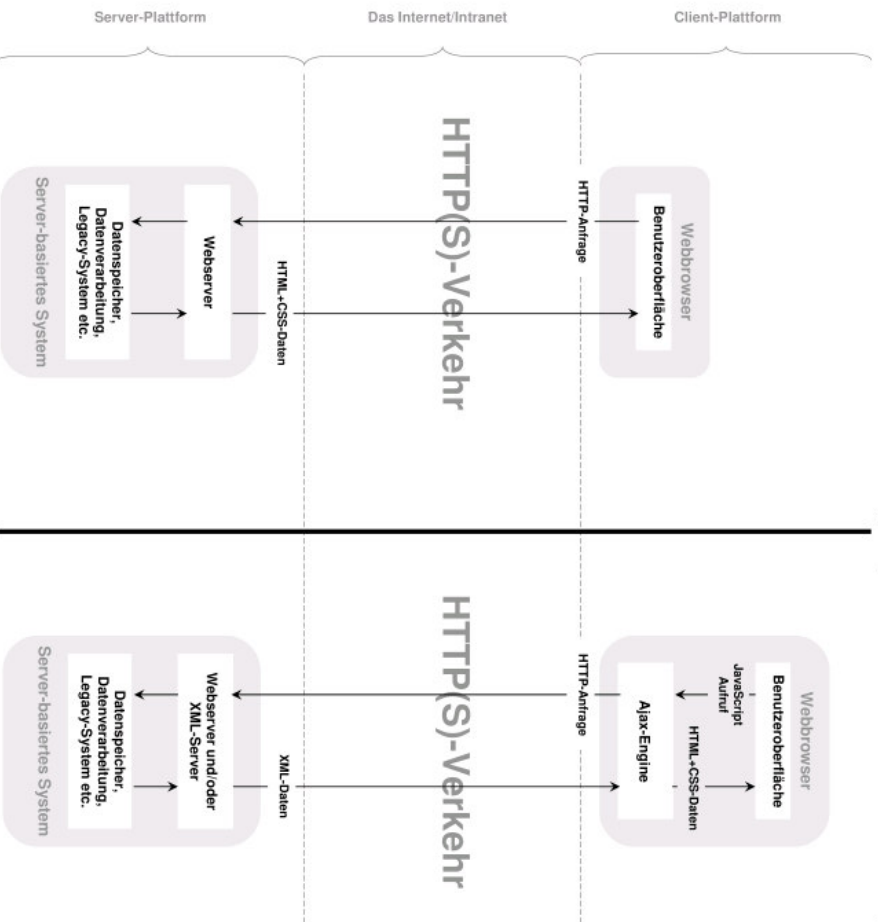 Server-Plattform
Das Internet/Intranet
Client-Plattform
Webbrowser
Benutzeroberfläche
HTTP-Anfrage
HTTP(S)-Verkehr
HTML+CSS-Daten
Webserver
Datenspeicher,
Datenverarbeitung,
Legacy-System etc.
Server-basiertes System
Webbrowser
Benutzeroberfläche
JavaScript
Aufruf
HTML+CSS-Daten
Ajax-Engine
HTTP-Anfrage
HTTP(S)-Verkehr
XML-Daten
Webserver und/oder
XML-Server
Datenspeicher,
Datenverarbeitung,
Legacy-System etc.
Server-basiertes System